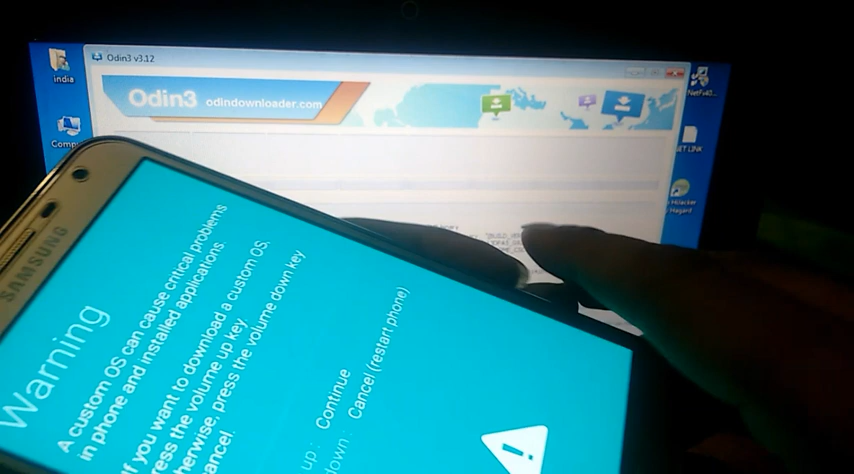 Odin3 v3.12
india
Odin3 odindownloader.com
Comp
NET LINK
SAMSUNG
Warning
A custom OS can cause critical problems
in phone and installed applications.
If you want to download a custom OS,
press the volume up key.
Otherwise, press the volume down key
cancel.
up: Continue
down: Cancel (restart phone)